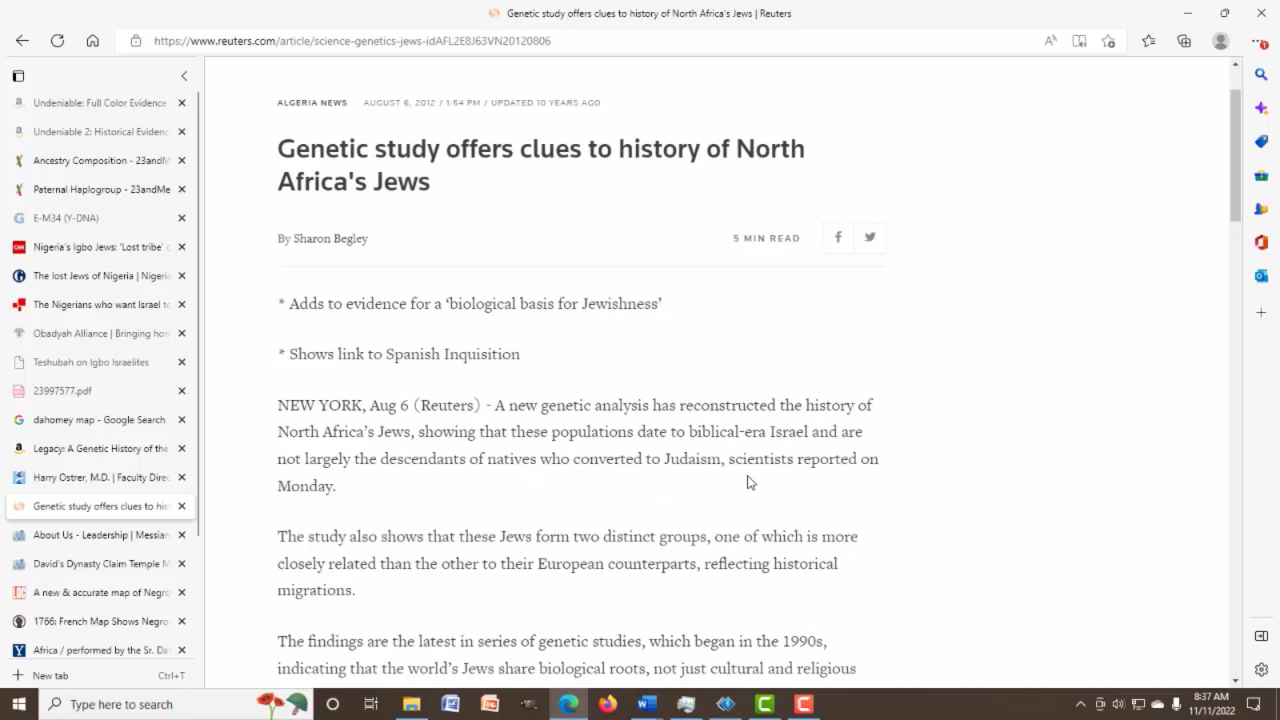 Genetic study offers clues to history of North Africa's Jews | Reuters
https://www.reuters.com/article/science-genetics-jews-idAFL2E8J63VN20120806
Undeniable: Full Color Evidence
Undeniable 2: Historical Evidenc
Ancestry Composition - 23andM
Paternal Haplogroup - 23andMe
E-M34 (Y-DNA)
Nigeria's Igbo Jews: 'Lost tribe' o
The lost Jews of Nigeria | Nigeri
The Nigerians who want Israel to
Obadyah Alliance | Bringing hon
Teshubah on Igbo Israelites
23997577.pdf
dahomey map - Google Search
Legacy: A Genetic History of the
Harry Ostrer, M.D. | Faculty Direc
Genetic study offers clues to his
About Us - Leadership | Messian
David's Dynasty Claim Temple M
A new & accurate map of Negro
1766: French Map Shows Negro
Africa / performed by the Sr. Da
New tab Ctrl+T
ALGERIA NEWS AUGUST 6, 2012 / 1:54 PM / UPDATED 10 YEARS AGO
Genetic study offers clues to history of North
Africa's Jews
By Sharon Begley 5 MIN READ
* Adds to evidence for a ‘biological basis for Jewishness’
* Shows link to Spanish Inquisition
NEW YORK, Aug 6 (Reuters) - A new genetic analysis has reconstructed the history of
North Africa’s Jews, showing that these populations date to biblical-era Israel and are
not largely the descendants of natives who converted to Judaism, scientists reported on
Monday.
The study also shows that these Jews form two distinct groups, one of which is more
closely related than the other to their European counterparts, reflecting historical
migrations.
The findings are the latest in series of genetic studies, which began in the 1990s,
indicating that the world’s Jews share biological roots, not just cultural and religious
Type here to search
8:37 AM
11/11/2022